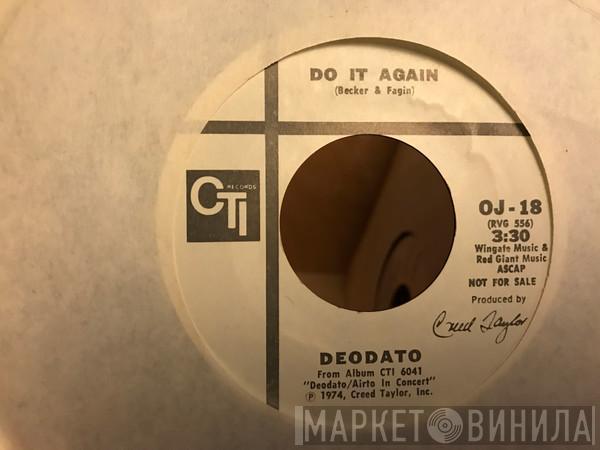 DO IT AGAIN
(Becker & Fagin)
CTI
RECORDS
OJ-18
(RVG 556)
3:30
Wingate Music &
Red Giant Music
ASCAP
NOT FOR SALE
Produced by
Creed Taylor
DEODATO
From Album CTI 6041
"Deodato/Airto In Concert"
℗ 1974, Creed Taylor, Inc.
МАРКЕТ ВИНИЛА